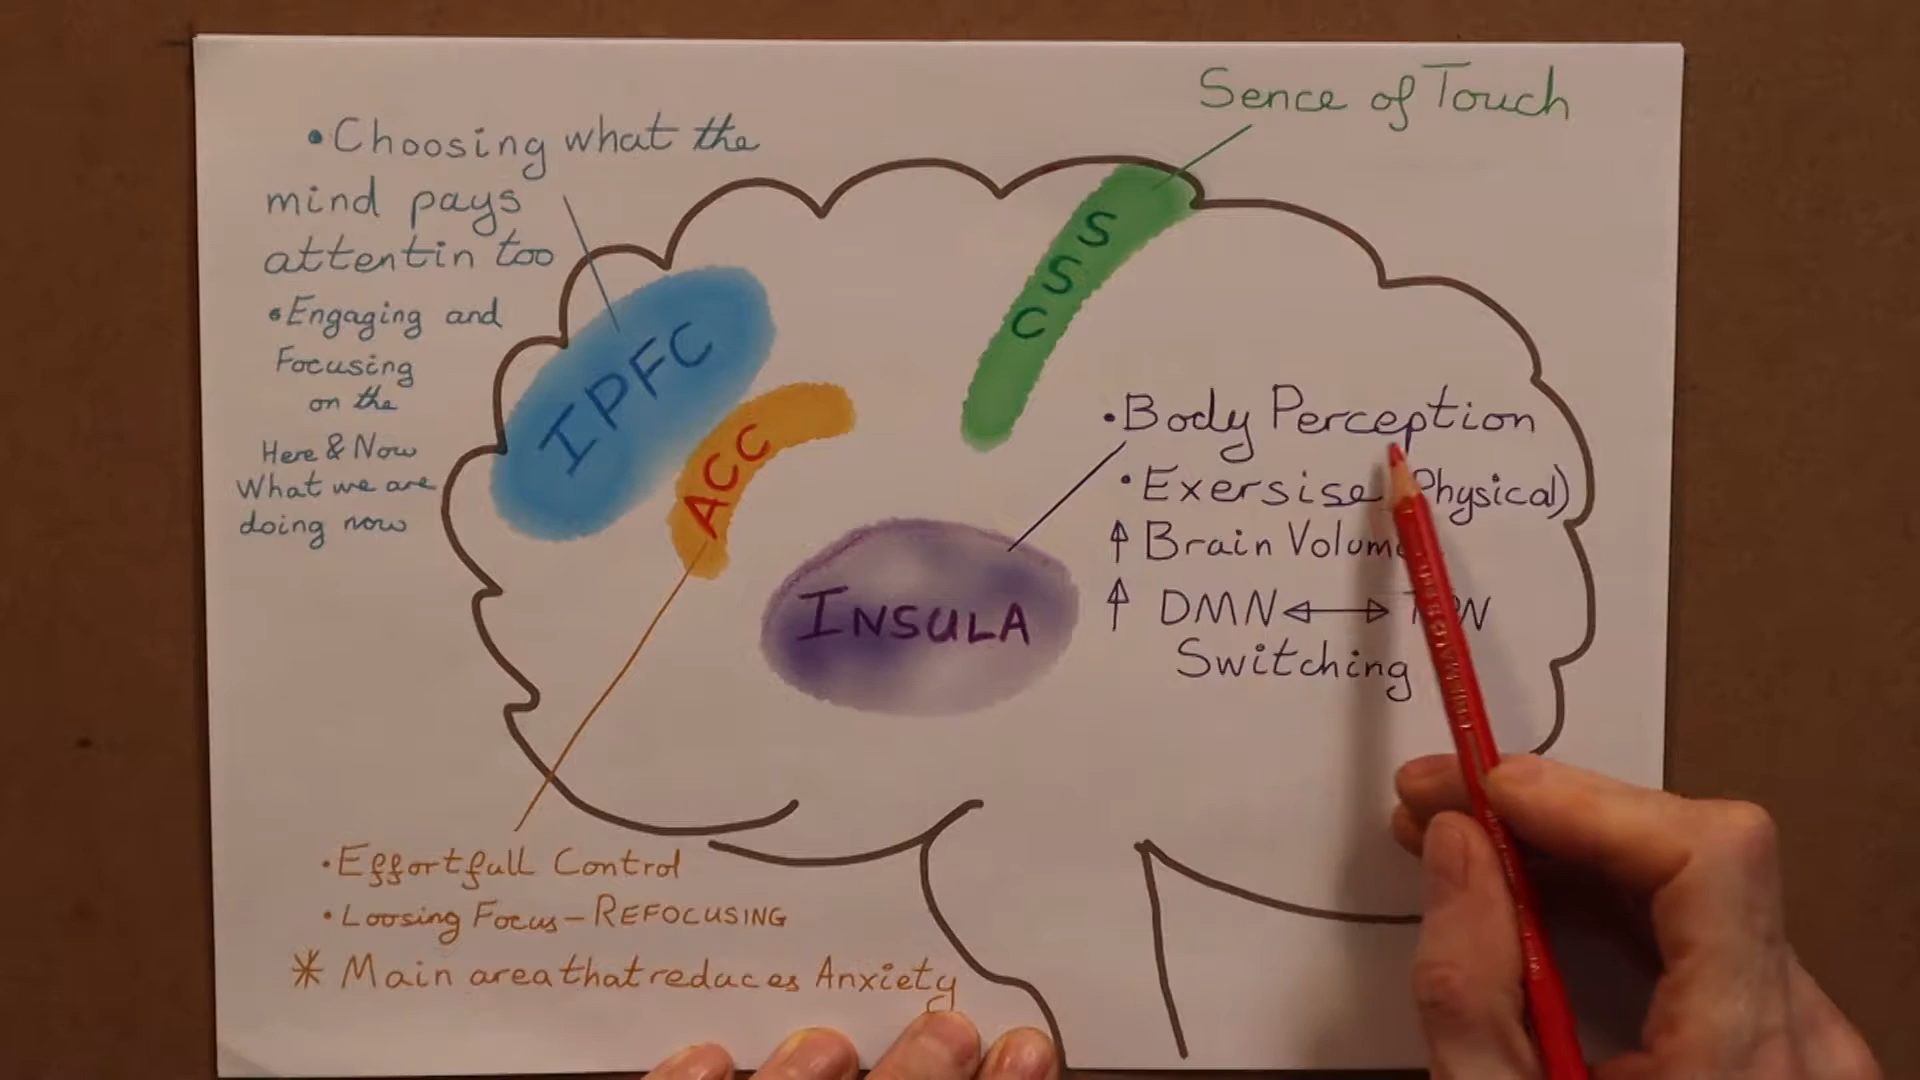 Sence of Touch
• Choosing what the
mind pays
attentin too
• Engaging and
Focusing
on the
Here & Now
What we are
doing now
IPFC
ACC
S
S
C
INSULA
• Body Perception
• Exersise Physical)
↑ Brain Volum
↑ DMN ↔
Switching
• Effortfull Control
• Loosing Focus – REFOCUSING
* Main area that reduces Anxiety